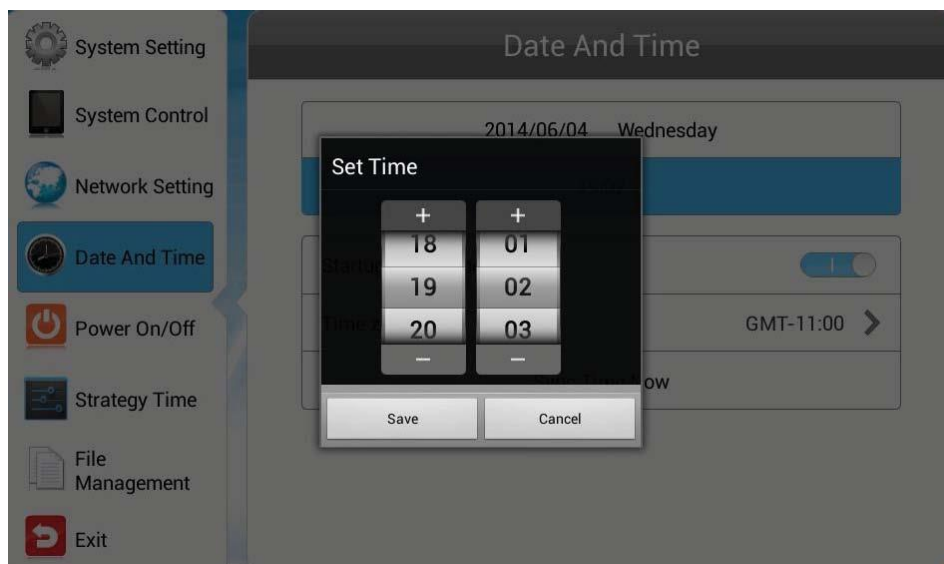 System Setting
System Control
Network Setting
Date And Time
Power On/Off
Strategy Time
File
Management
Exit
Date And Time
2014/06/04 Wednesday
Set Time
+ +
18 01
19 02
20 03
— —
Save Cancel
GMT-11:00